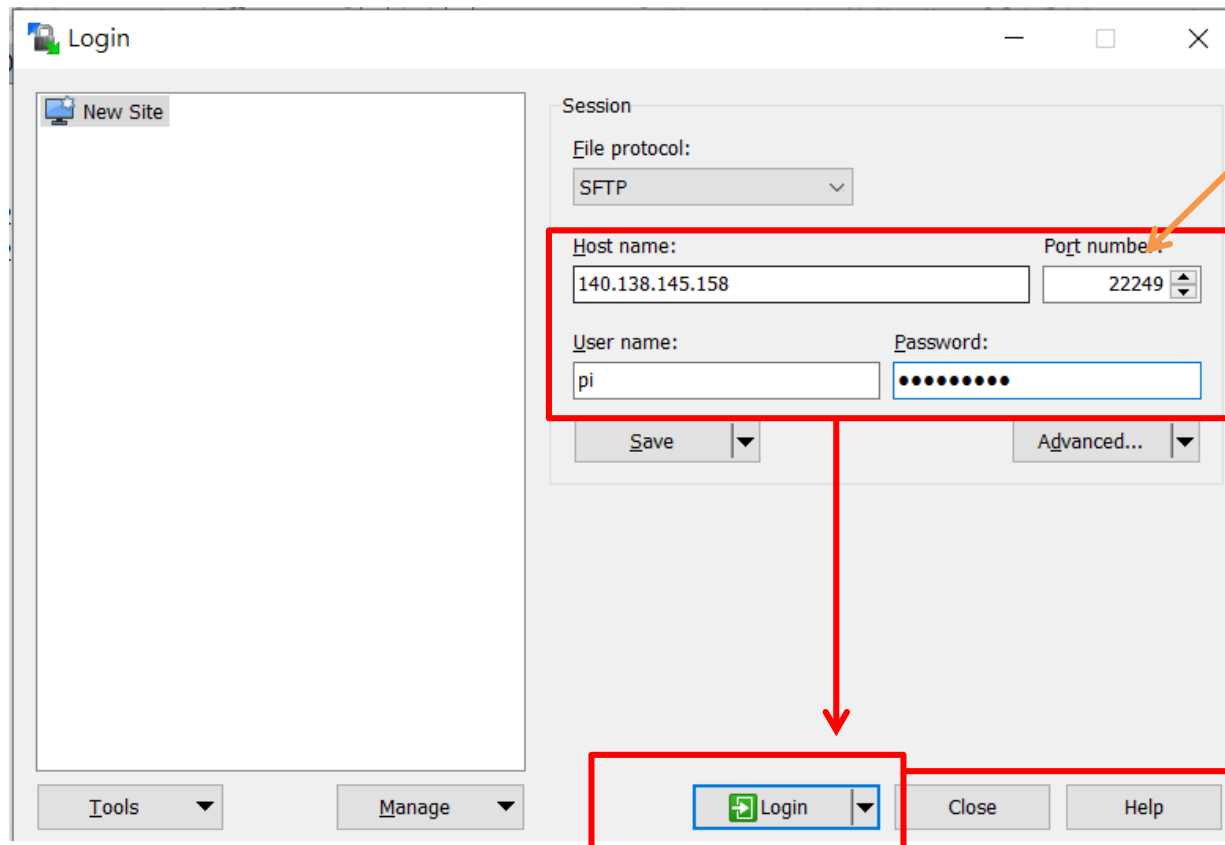 Login
New Site
Session
File protocol:
SFTP
Host name:
Port number:
140.138.145.158
22249
User name:
Password:
pi
●●●●●●●●●
Save
Advanced...
Tools
Manage
Login
Close
Help